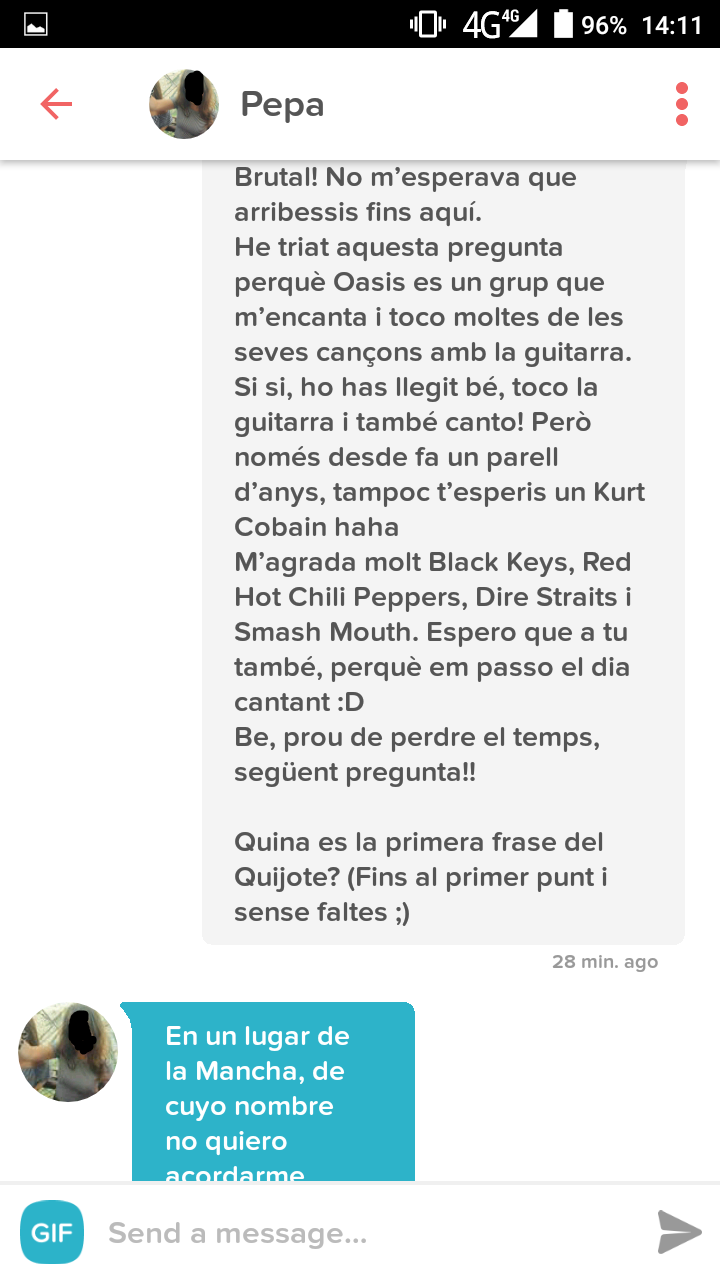 4G 4G 96% 14:11
Pepa
Brutal! No m’esperava que
arribessis fins aquí.
He triat aquesta pregunta
perquè Oasis es un grup que
m’encanta i toco moltes de les
seves cançons amb la guitarra.
Si si, ho has llegit bé, toco la
guitarra i també canto! Però
només desde fa un parell
d’anys, tampoc t’esperis un Kurt
Cobain haha
M’agrada molt Black Keys, Red
Hot Chili Peppers, Dire Straits i
Smash Mouth. Espero que a tu
també, perquè em passo el dia
cantant :D
Be, prou de perdre el temps,
següent pregunta!!
Quina es la primera frase del
Quijote? (Fins al primer punt i
sense faltes ;)
28 min. ago
En un lugar de
la Mancha, de
cuyo nombre
no quiero
acordarme
GIF Send a message...